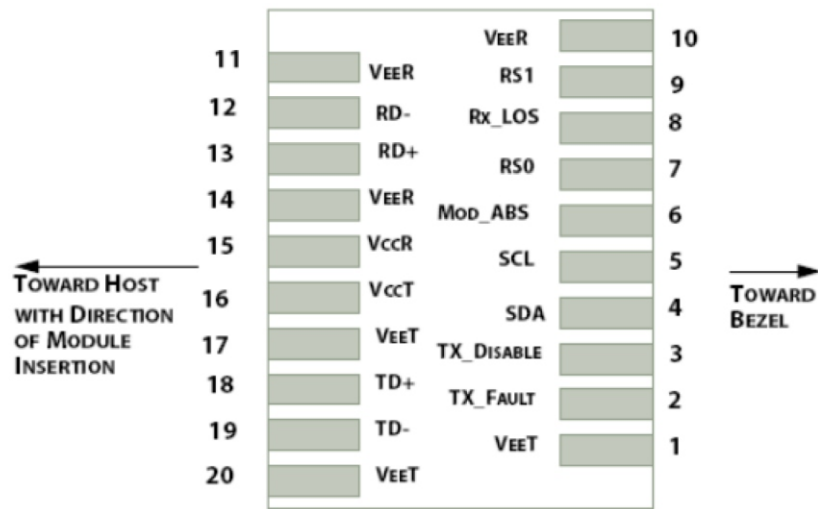 VEER 10
11 VEER
RS1 9
12 RD-
Rx_LOS 8
13 RD+
RS0 7
14 VEER
MOD_ABS 6
15 VCCR
SCL 5
16 VCCT
SDA 4
17 VEET
TX_DISABLE 3
18 TD+
TX_FAULT 2
19 TD-
VEET 1
20 VEET
TOWARD HOST
WITH DIRECTION
OF MODULE
INSERTION
TOWARD
BEZEL